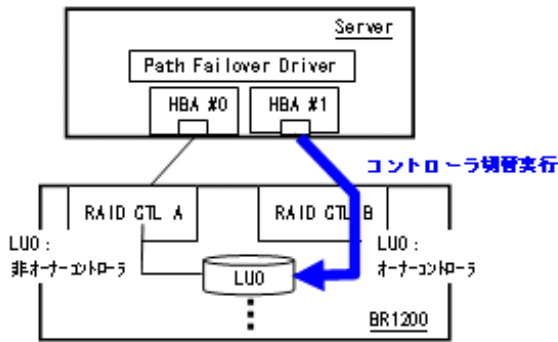 Server
Path Failover Driver
HBA #0
HBA #1
コントローラ切替実行
RAID CTL A
RAID CTL B
LU0：
非オーナーコントローラ
LU0：
オーナーコントローラ
LU0
BR1200